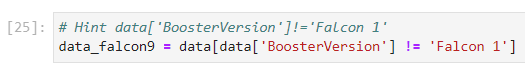 [25]: # Hint data['BoosterVersion']!='Falcon 1'
data_falcon9 = data[data['BoosterVersion'] != 'Falcon 1']